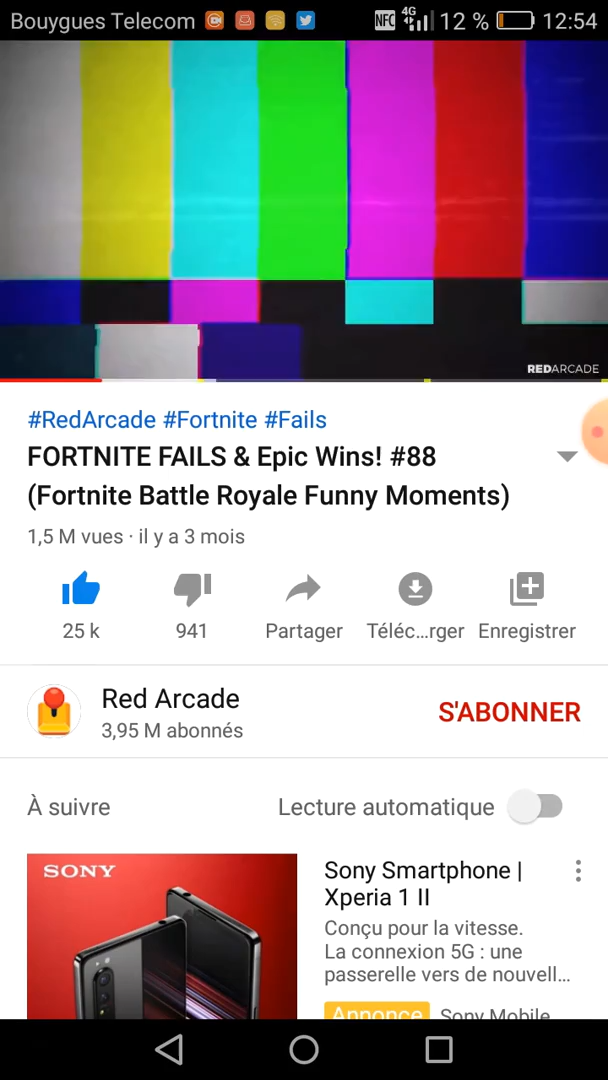 Bouygues Telecom NFC 4G 12 % 12:54
REDARCADE
#RedArcade #Fortnite #Fails
FORTNITE FAILS & Epic Wins! #88
(Fortnite Battle Royale Funny Moments)
1,5 M vues · il y a 3 mois
25 k 941 Partager Téléc...rger Enregistrer
Red Arcade
3,95 M abonnés
S'ABONNER
À suivre Lecture automatique
SONY
Sony Smartphone |
Xperia 1 II
Conçu pour la vitesse.
La connexion 5G : une
passerelle vers de nouvell...
Annonce Sony Mobile